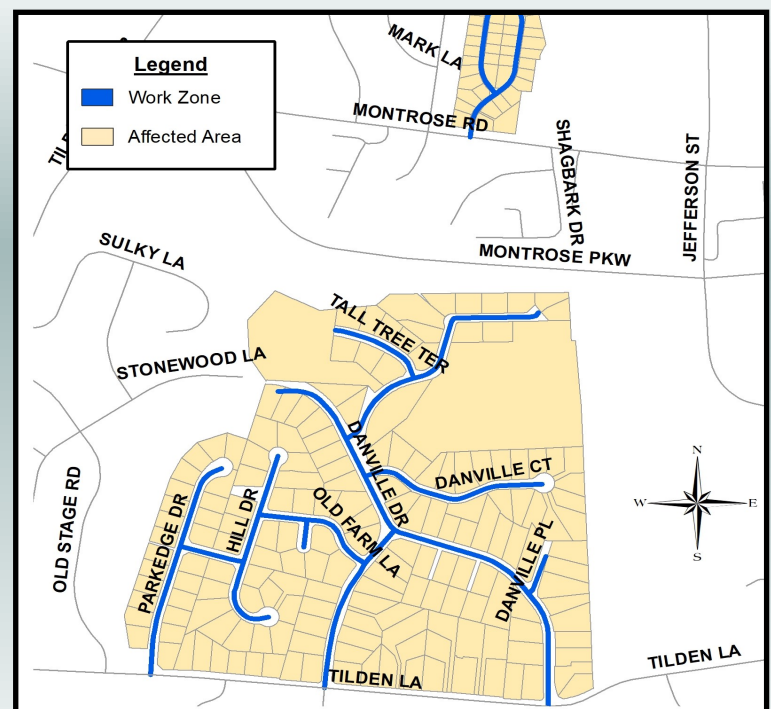 MARK LA
Legend
Work Zone
Affected Area
MONTROSE RD
SHAGBARK DR
JEFFERSON ST
SULKY LA
MONTROSE PKW
TALL TREE TER
STONEWOOD LA
DANVILLE DR
DANVILLE CT
N
W
E
S
OLD STAGE RD
PARKEDGE DR
HILL DR
OLD FARM LA
DANVILLE PL
TILDEN LA
TILDEN LA